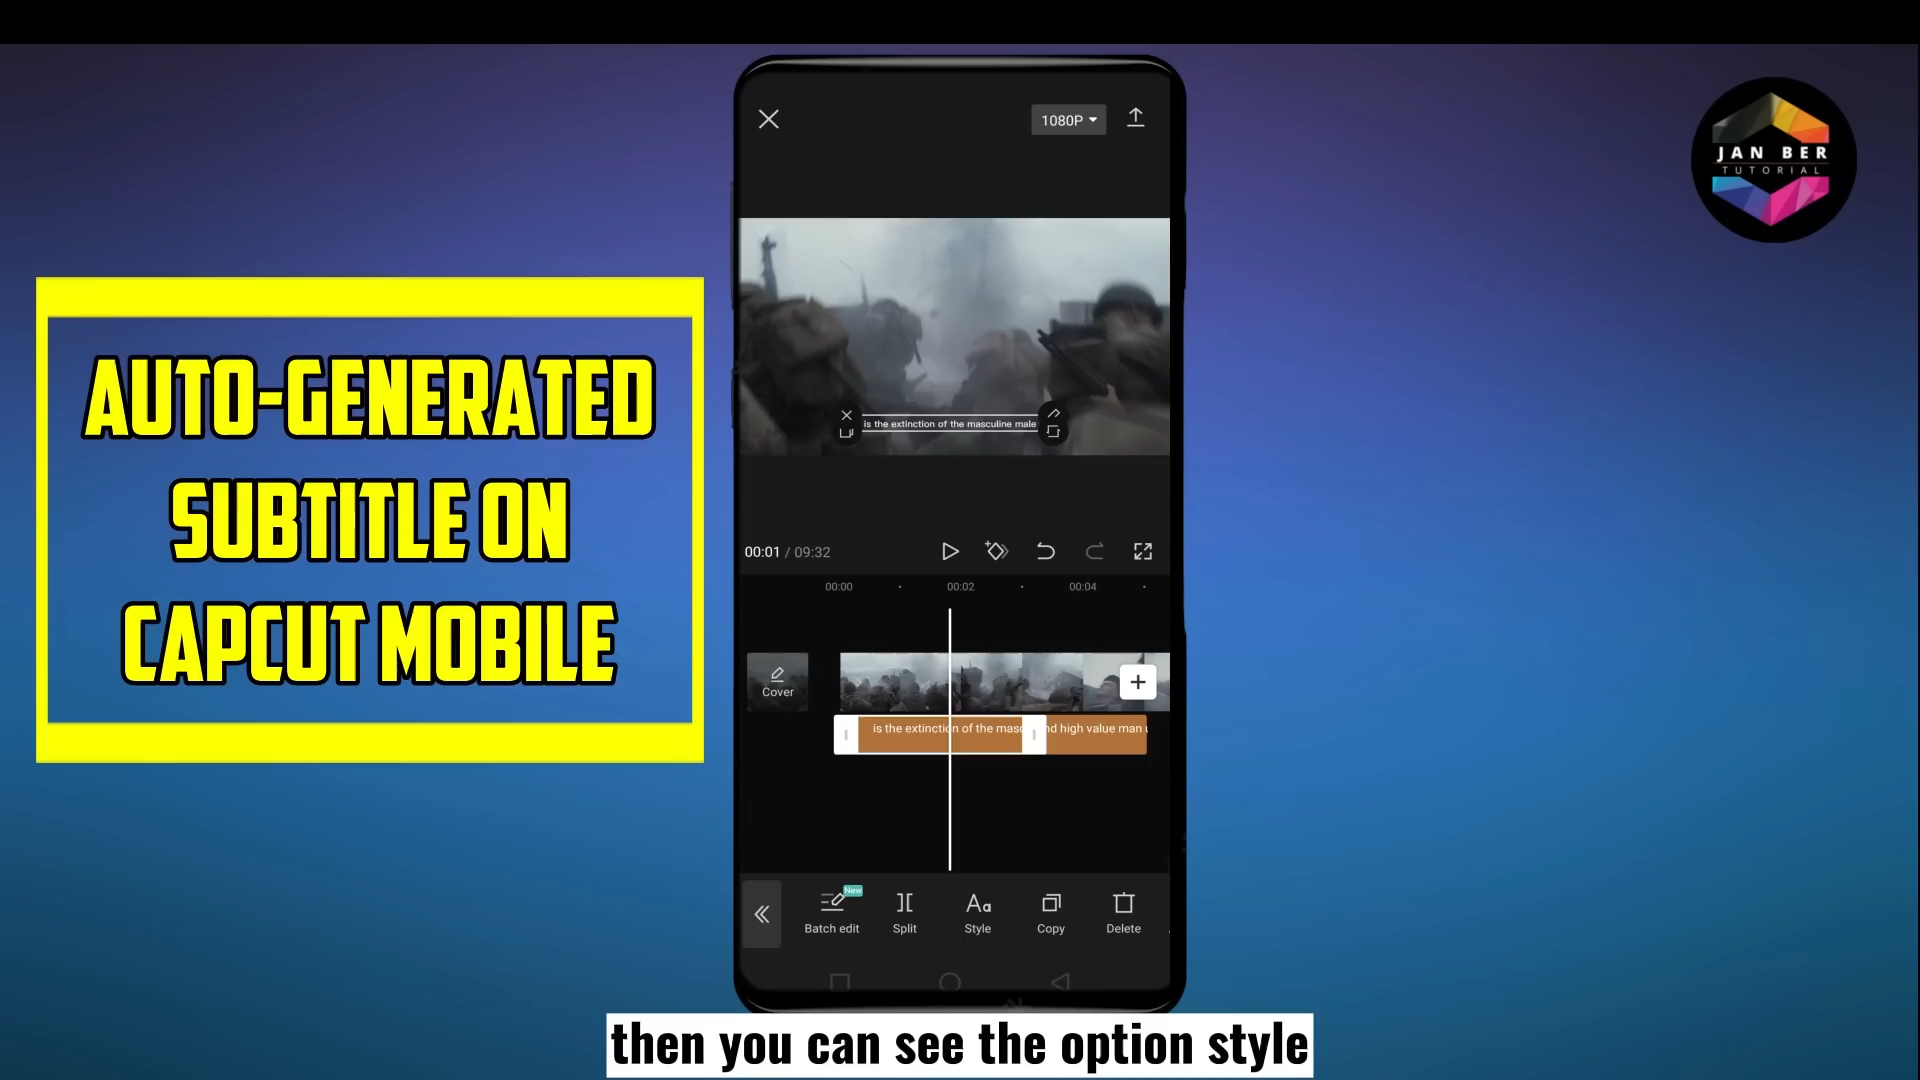 1080P
JAN BER
TUTORIAL
AUTO-GENERATED
SUBTITLE ON
CAPCUT MOBILE
is the extinction of the masculine male
00:01 / 09:32
00:00
00:02
00:04
Cover
is the extinction of the masc
nd high value man
New
Batch edit
Split
Style
Copy
Delete
then you can see the option style